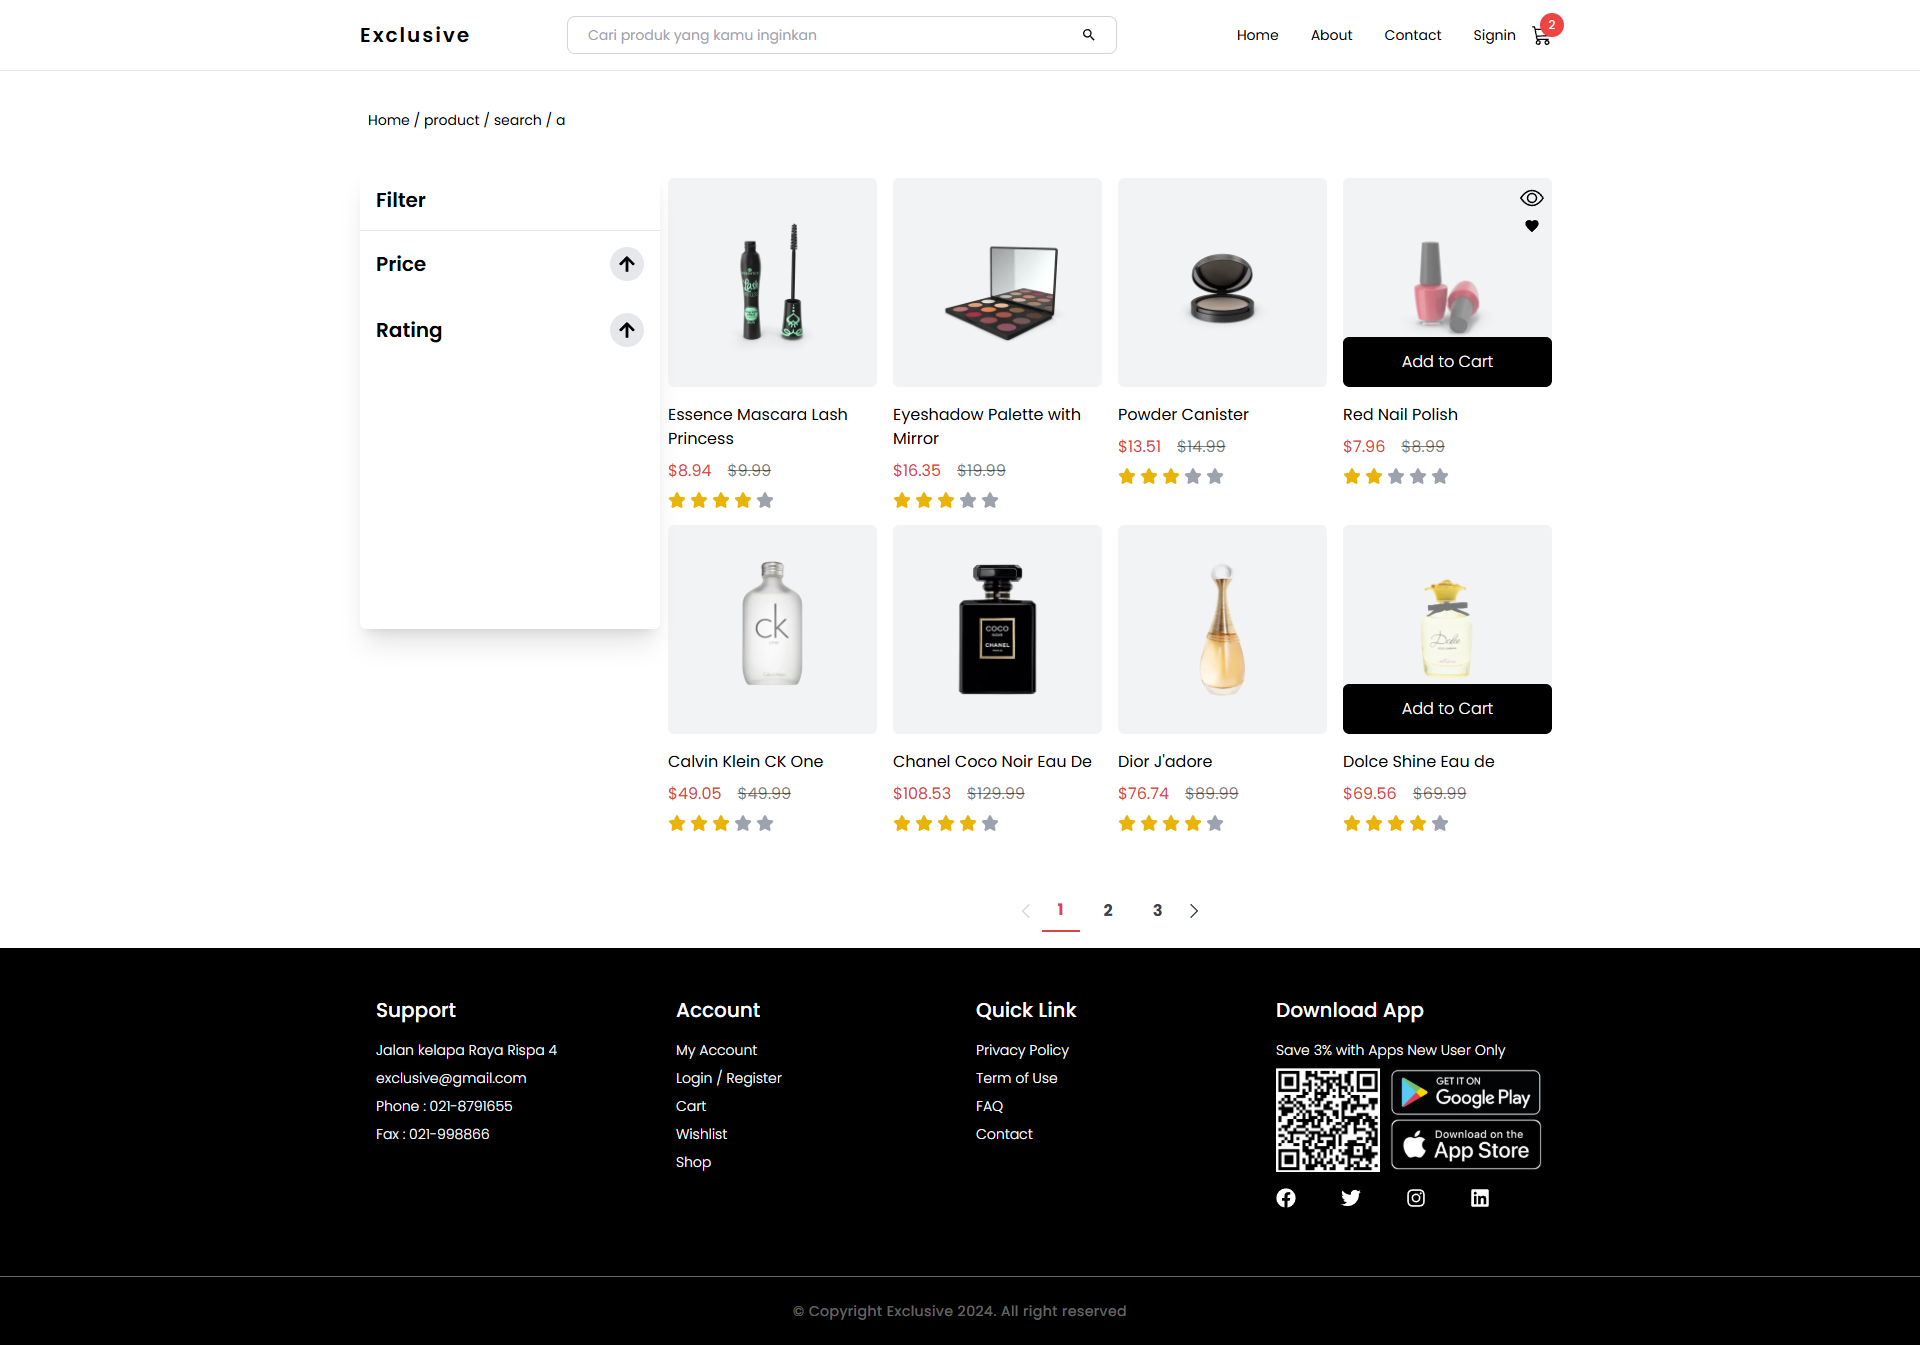 Exclusive
Cari produk yang kamu inginkan
Home
About
Contact
Signin
2
Home / product / search / a
Filter
Price
Rating
Add to Cart
Essence Mascara Lash
Princess
$8.94 $9.99
Eyeshadow Palette with
Mirror
$16.35 $19.99
Powder Canister
$13.51 $14.99
Red Nail Polish
$7.96 $8.99
ck
COCO
NOIR
CHANEL
Dolce
Add to Cart
Calvin Klein CK One
$49.05 $49.99
Chanel Coco Noir Eau De
$108.53 $129.99
Dior J'adore
$76.74 $89.99
Dolce Shine Eau de
$69.56 $69.99
1
2
3
Support
Jalan kelapa Raya Rispa 4
exclusive@gmail.com
Phone : 021-8791655
Fax : 021-998866
Account
My Account
Login / Register
Cart
Wishlist
Shop
Quick Link
Privacy Policy
Term of Use
FAQ
Contact
Download App
Save 3% with Apps New User Only
GET IT ON
Google Play
Download on the
App Store
© Copyright Exclusive 2024. All right reserved